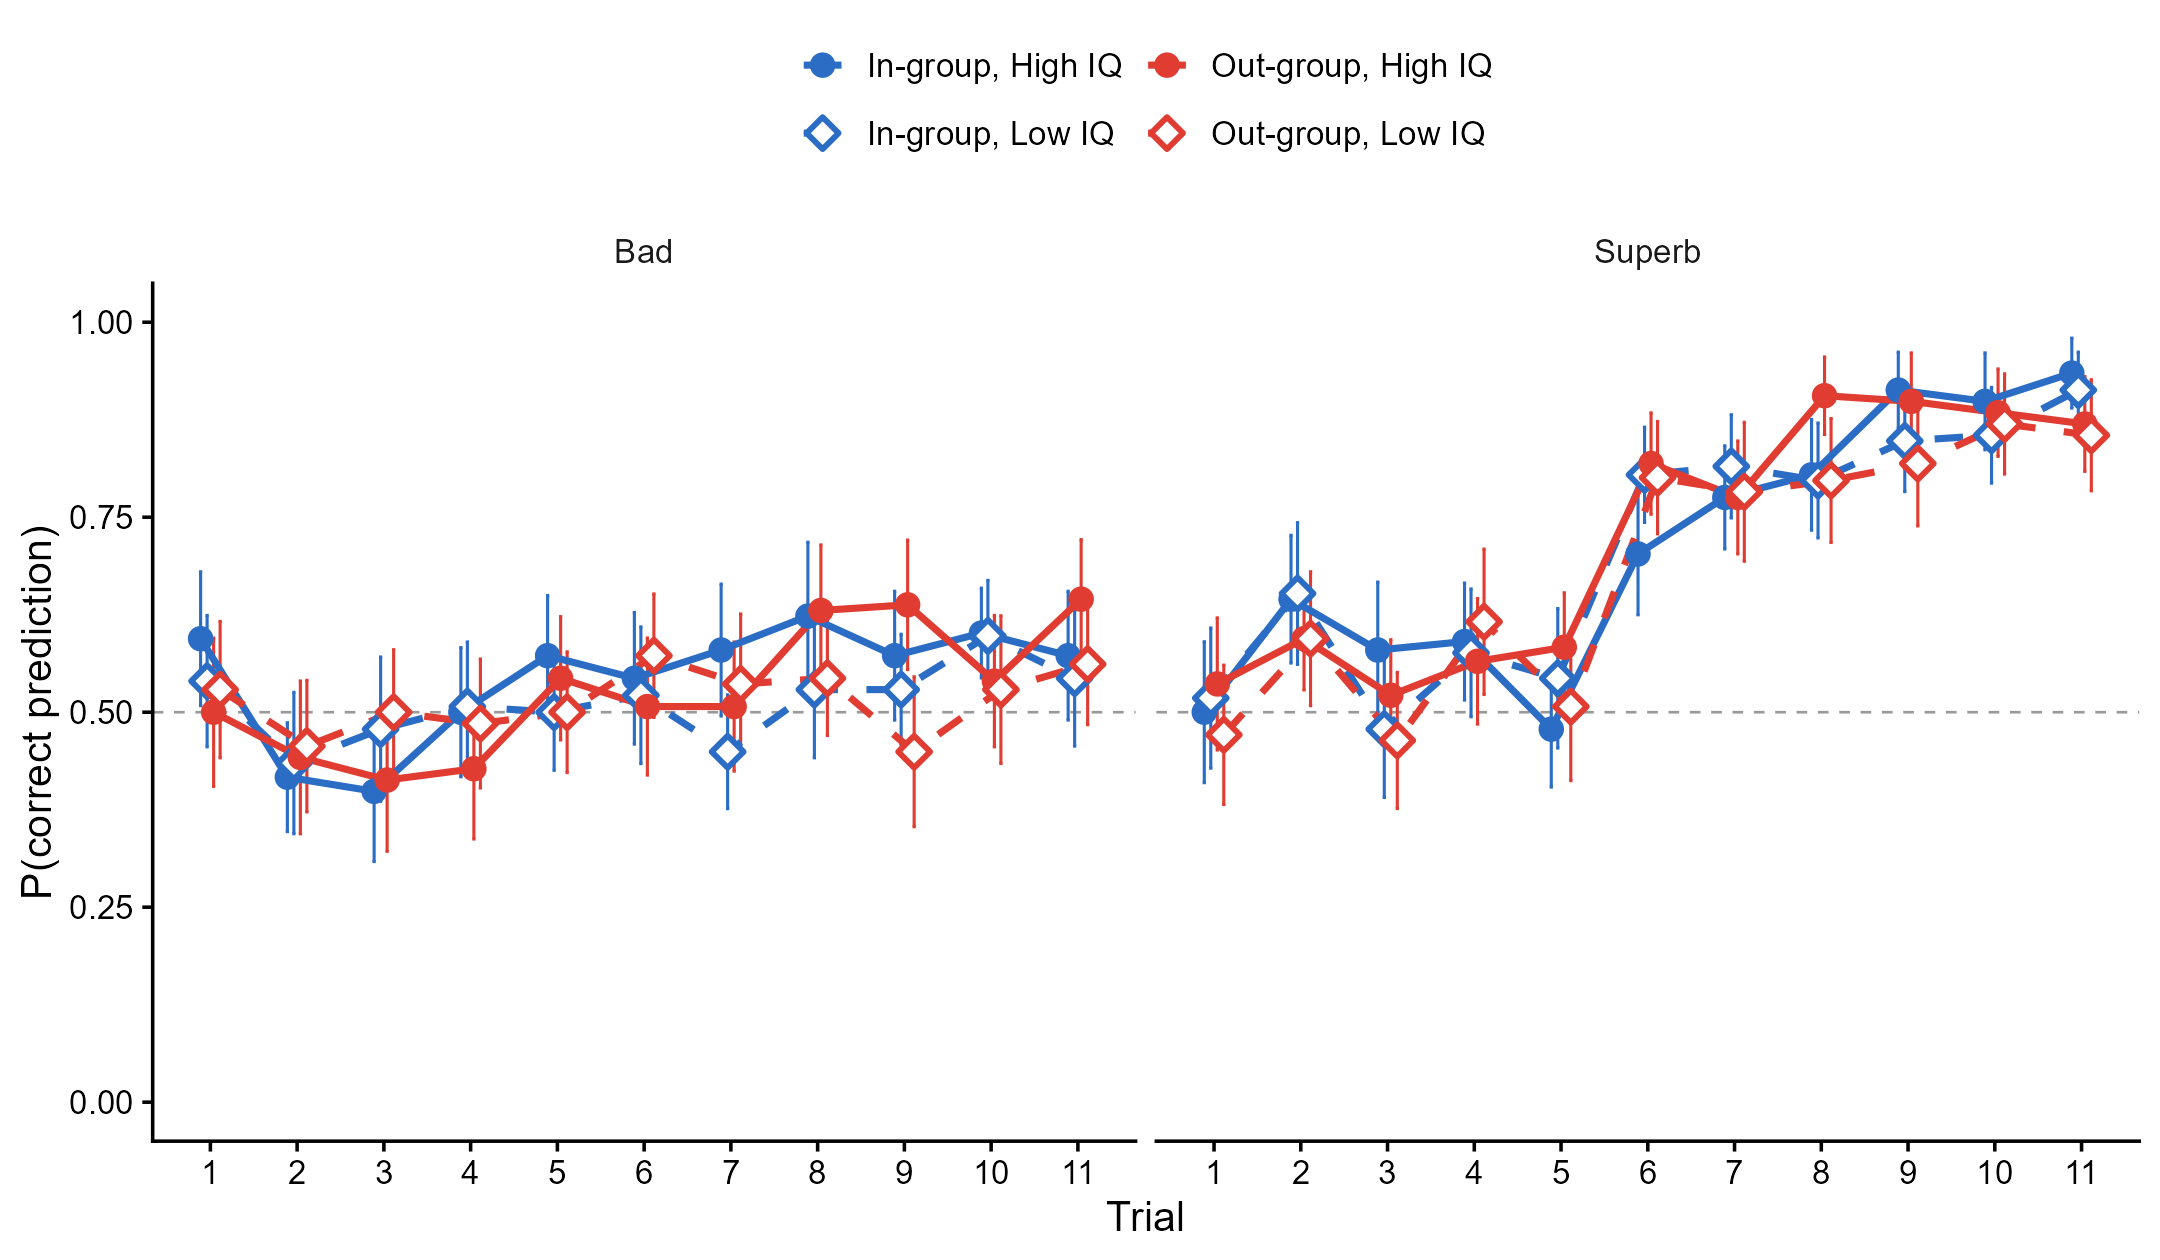 In-group, High IQ Out-group, High IQ
In-group, Low IQ Out-group, Low IQ
Bad Superb
1.00
0.75
0.50
0.25
0.00
P(correct prediction)
1 2 3 4 5 6 7 8 9 10 11 1 2 3 4 5 6 7 8 9 10 11
Trial